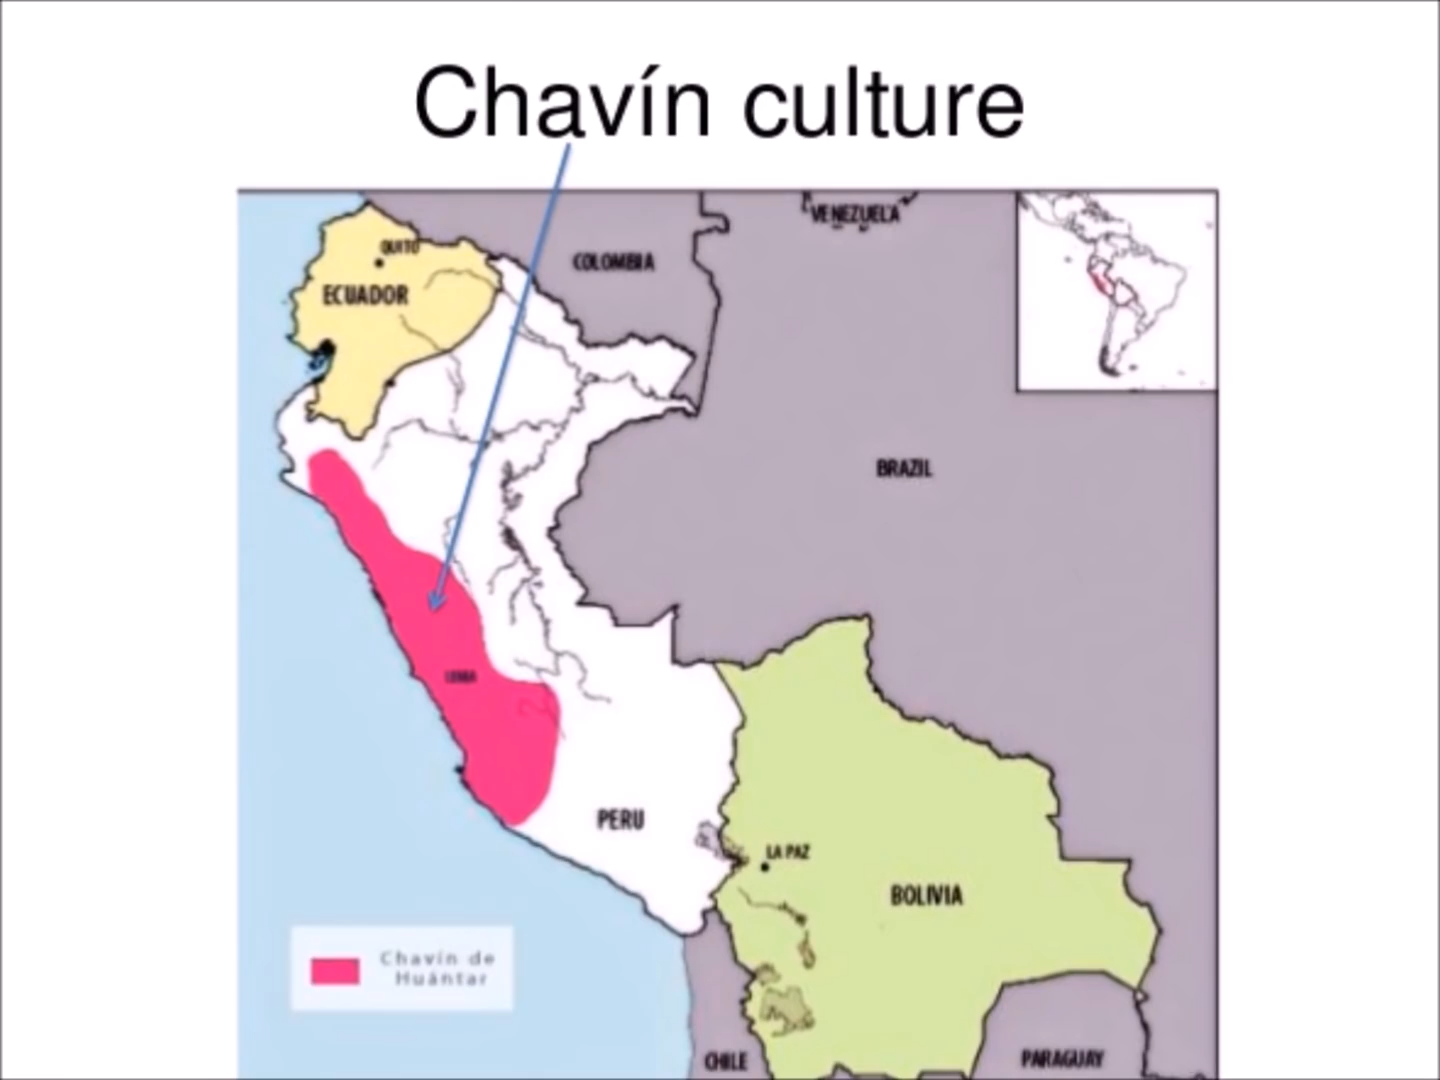 Chavín culture
VENEZUELA
QUITO
COLOMBIA
ECUADOR
BRAZIL
LIMA
PERU
LA PAZ
BOLIVIA
Chavín de
Huántar
CHILE
PARAGUAY